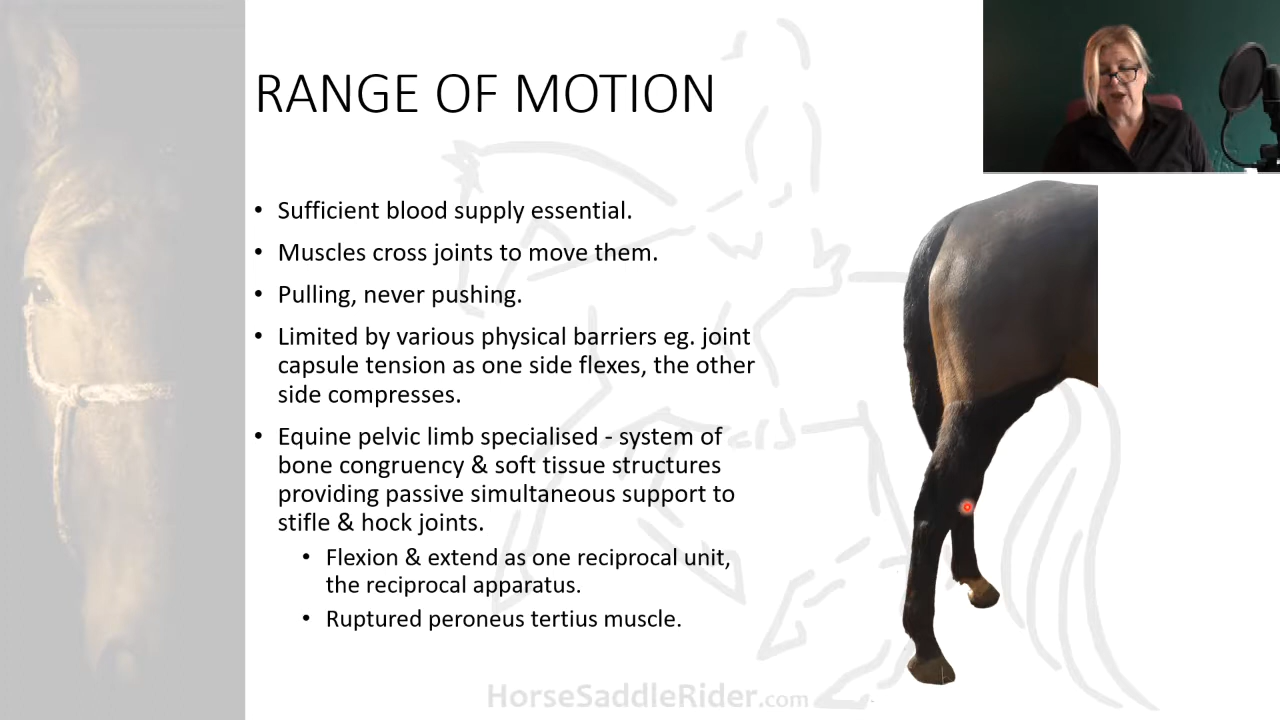 RANGE OF MOTION
• Sufficient blood supply essential.
• Muscles cross joints to move them.
• Pulling, never pushing.
• Limited by various physical barriers eg. joint
capsule tension as one side flexes, the other
side compresses.
• Equine pelvic limb specialised - system of
bone congruency & soft tissue structures
providing passive simultaneous support to
stifle & hock joints.
• Flexion & extend as one reciprocal unit,
the reciprocal apparatus.
• Ruptured peroneus tertius muscle.
HorseSaddleRider.com